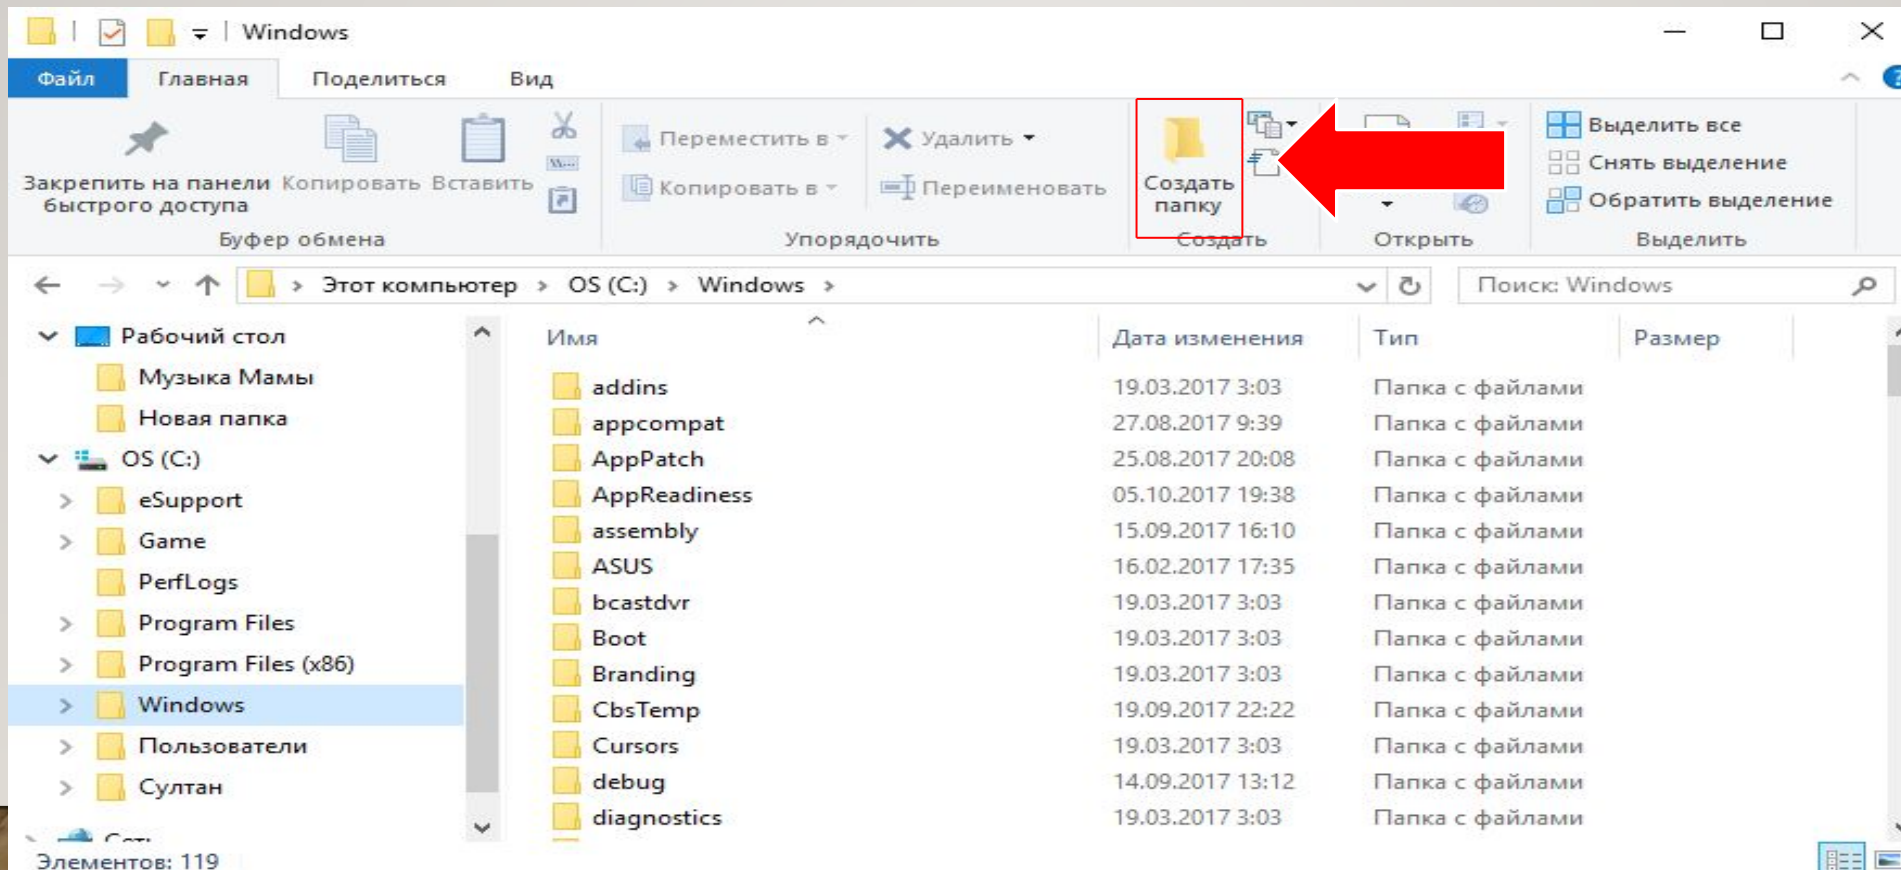 Windows
Файл Главная Поделиться Вид
Закрепить на панели быстрого доступа
Копировать
Вставить
Буфер обмена
Переместить в
Копировать в
Удалить
Переименовать
Упорядочить
Создать папку
Создать
Открыть
Выделить все
Снять выделение
Обратить выделение
Выделить
Этот компьютер > OS (C:) > Windows >
Поиск: Windows
Рабочий стол
Музыка Мамы
Новая папка
OS (C:)
eSupport
Game
PerfLogs
Program Files
Program Files (x86)
Windows
Пользователи
Султан
Имя Дата изменения Тип Размер
addins 19.03.2017 3:03 Папка с файлами
appcompat 27.08.2017 9:39 Папка с файлами
AppPatch 25.08.2017 20:08 Папка с файлами
AppReadiness 05.10.2017 19:38 Папка с файлами
assembly 15.09.2017 16:10 Папка с файлами
ASUS 16.02.2017 17:35 Папка с файлами
bcastdvr 19.03.2017 3:03 Папка с файлами
Boot 19.03.2017 3:03 Папка с файлами
Branding 19.03.2017 3:03 Папка с файлами
CbsTemp 19.09.2017 22:22 Папка с файлами
Cursors 19.03.2017 3:03 Папка с файлами
debug 14.09.2017 13:12 Папка с файлами
diagnostics 19.03.2017 3:03 Папка с файлами
Элементов: 119